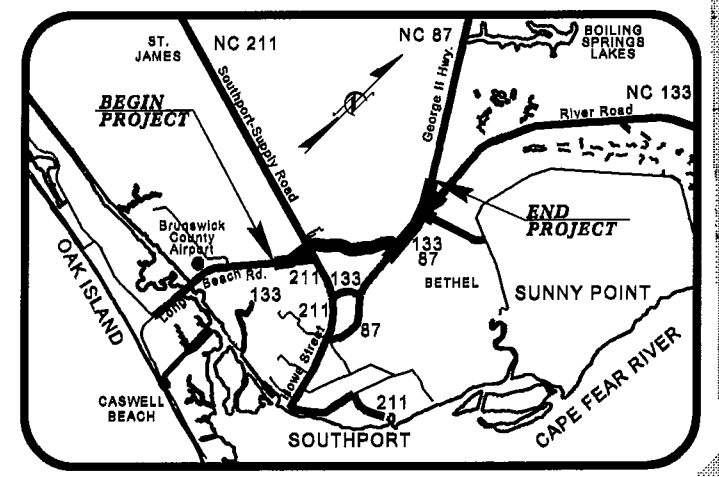 ST.
JAMES
NC 211
NC 87
BOILING
SPRINGS
LAKES
NC 133
BEGIN
PROJECT
Southport-Supply Road
George II Hwy.
River Road
END
PROJECT
Brunswick
County
Airport
Long Beach Rd.
133
211
133
211
87
133
87
BETHEL
SUNNY POINT
OAK ISLAND
Howe Street
CASWELL
BEACH
211
SOUTHPORT
CAPE FEAR RIVER